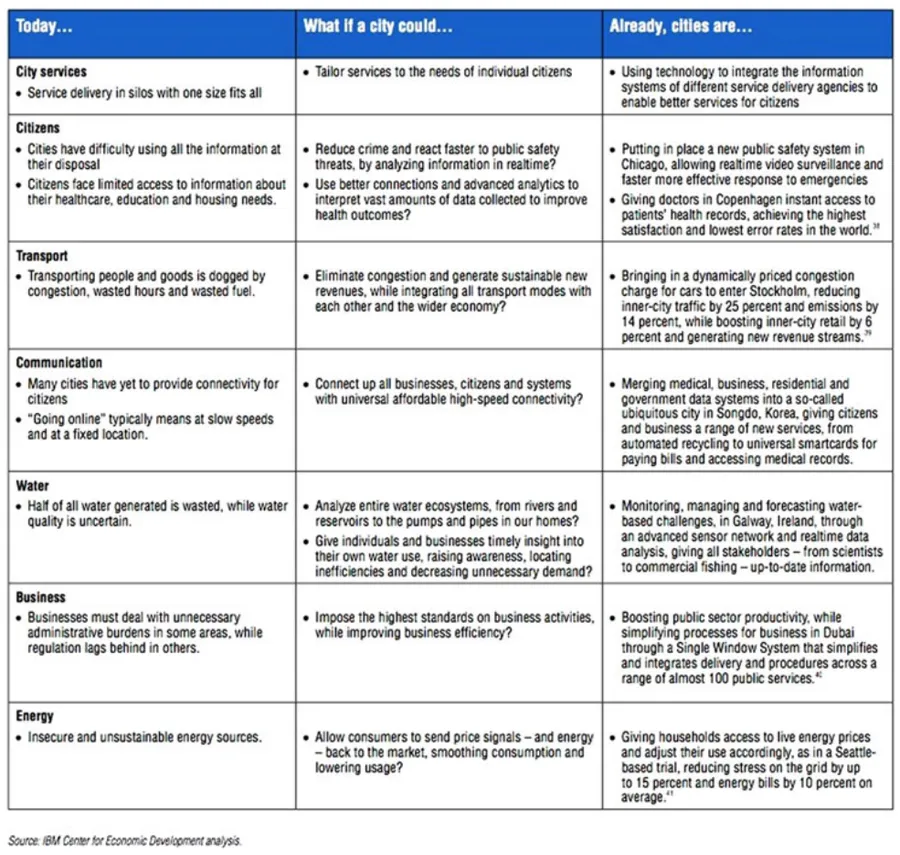 Today…
What if a city could…
Already, cities are…
City services
• Service delivery in silos with one size fits all
• Tailor services to the needs of individual citizens
• Using technology to integrate the information
systems of different service delivery agencies to
enable better services for citizens
Citizens
• Cities have difficulty using all the information at
their disposal
• Citizens face limited access to information about
their healthcare, education and housing needs.
• Reduce crime and react faster to public safety
threats, by analyzing information in realtime?
• Use better connections and advanced analytics to
interpret vast amounts of data collected to improve
health outcomes?
• Putting in place a new public safety system in
Chicago, allowing realtime video surveillance and
faster more effective response to emergencies
• Giving doctors in Copenhagen instant access to
patients' health records, achieving the highest
satisfaction and lowest error rates in the world.38
Transport
• Transporting people and goods is dogged by
congestion, wasted hours and wasted fuel.
• Eliminate congestion and generate sustainable new
revenues, while integrating all transport modes with
each other and the wider economy?
• Bringing in a dynamically priced congestion
charge for cars to enter Stockholm, reducing
inner-city traffic by 25 percent and emissions by
14 percent, while boosting inner-city retail by 6
percent and generating new revenue streams.39
Communication
• Many cities have yet to provide connectivity for
citizens
• "Going online" typically means at slow speeds
and at a fixed location.
• Connect up all businesses, citizens and systems
with universal affordable high-speed connectivity?
• Merging medical, business, residential and
government data systems into a so-called
ubiquitous city in Songdo, Korea, giving citizens
and business a range of new services, from
automated recycling to universal smartcards for
paying bills and accessing medical records.
Water
• Half of all water generated is wasted, while water
quality is uncertain.
• Analyze entire water ecosystems, from rivers and
reservoirs to the pumps and pipes in our homes?
• Give individuals and businesses timely insight into
their own water use, raising awareness, locating
inefficiencies and decreasing unnecessary demand?
• Monitoring, managing and forecasting water-
based challenges, in Galway, Ireland, through
an advanced sensor network and realtime data
analysis, giving all stakeholders – from scientists
to commercial fishing – up-to-date information.
Business
• Businesses must deal with unnecessary
administrative burdens in some areas, while
regulation lags behind in others.
• Impose the highest standards on business activities,
while improving business efficiency?
• Boosting public sector productivity, while
simplifying processes for business in Dubai
through a Single Window System that simplifies
and integrates delivery and procedures across a
range of almost 100 public services.40
Energy
• Insecure and unsustainable energy sources.
• Allow consumers to send price signals – and energy
– back to the market, smoothing consumption and
lowering usage?
• Giving households access to live energy prices
and adjust their use accordingly, as in a Seattle-
based trial, reducing stress on the grid by up
to 15 percent and energy bills by 10 percent on
average.41
Source: IBM Center for Economic Development analysis.